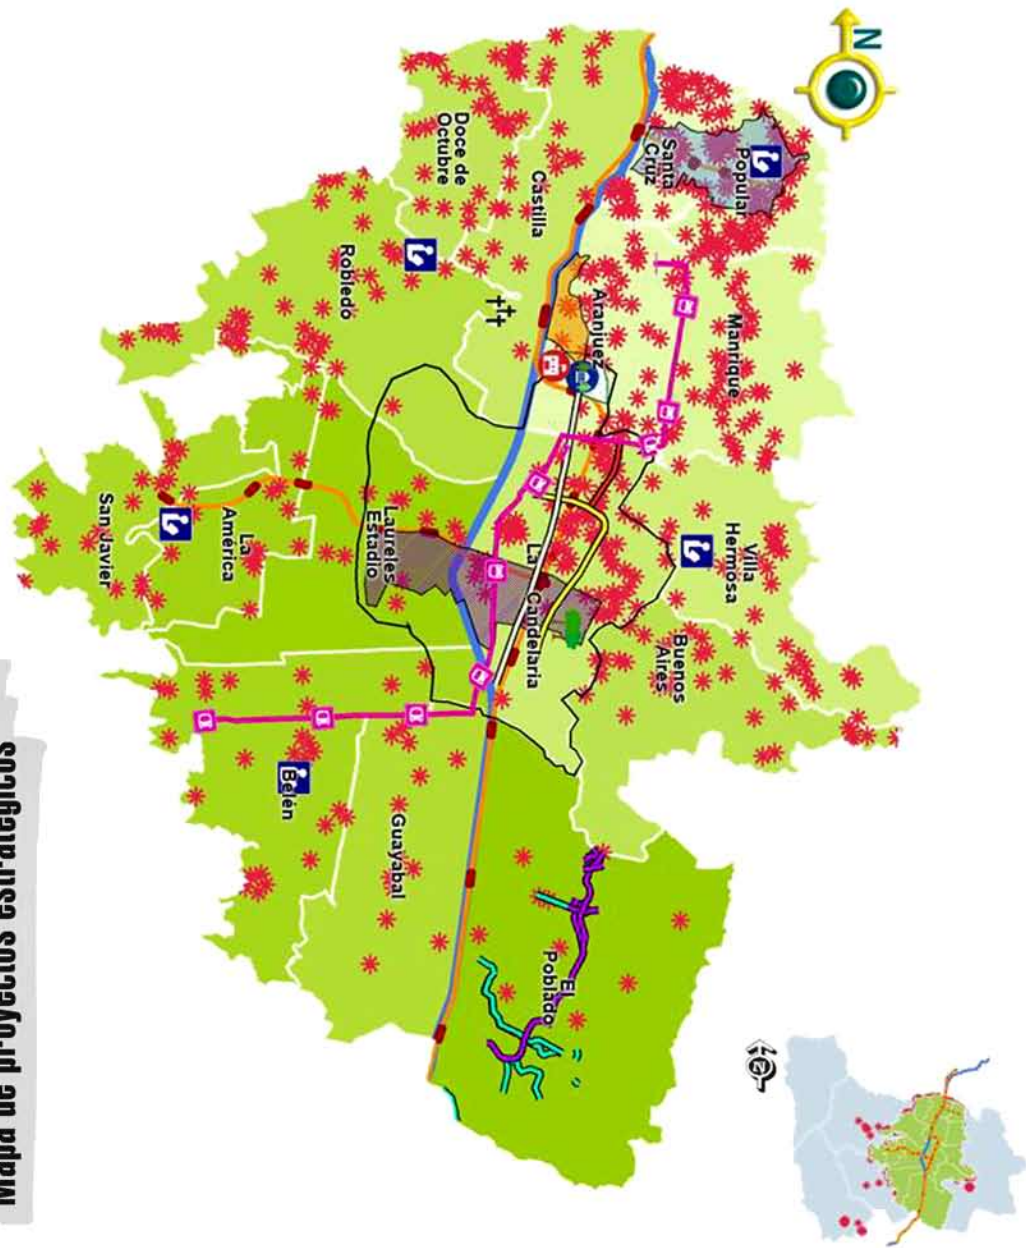 Mapa de proyectos estratégicos
N
Popular
Santa
Cruz
Doce de
Octubre
Castilla
Robledo
Aranjuez
Manrique
Villa
Hermosa
Buenos
Aires
La Candelaria
Laureles
Estadio
La
América
San Javier
Belén
Guayabal
El
Poblado
N